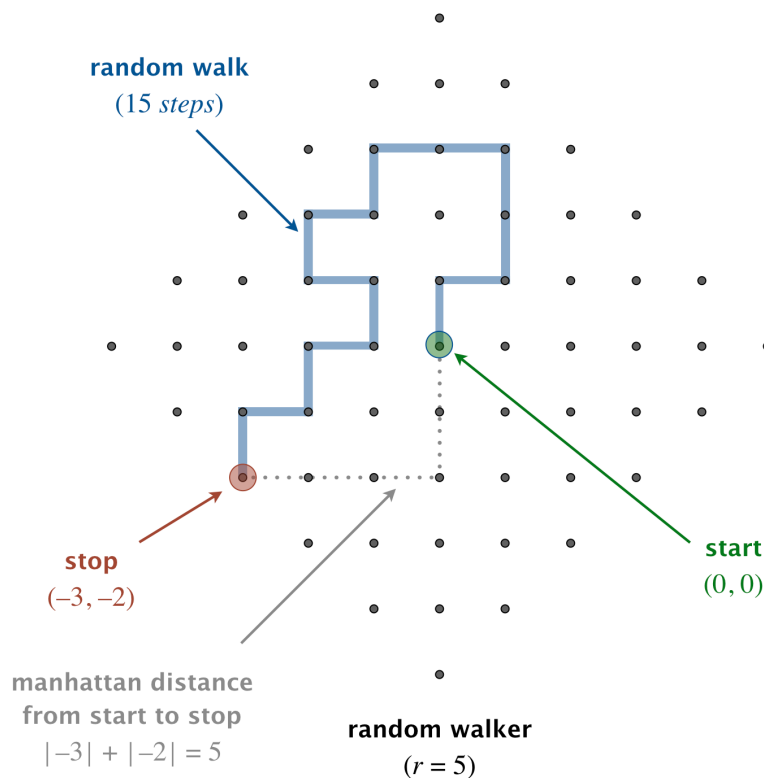 random walk
(15 steps)
start
(0, 0)
stop
(–3, –2)
manhattan distance
from start to stop
|–3| + |–2| = 5
random walker
(r = 5)